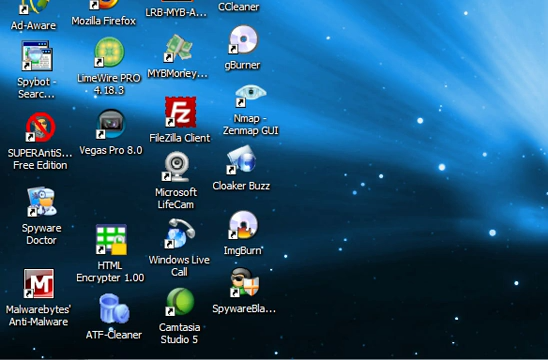 Ad-Aware
Mozilla Firefox
LRB-MYB-A...
CCleaner
Spybot -
Searc...
LimeWire PRO
4.18.3
MYBMoney...
gBurner
SUPERAntiS...
Free Edition
Vegas Pro 8.0
FileZilla Client
Nmap -
Zenmap GUI
Spyware
Doctor
HTML
Encrypter 1.00
Microsoft
LifeCam
Cloaker Buzz
Windows Live
Call
ImgBurn
Malwarebytes'
Anti-Malware
ATF-Cleaner
Camtasia
Studio 5
SpywareBla...